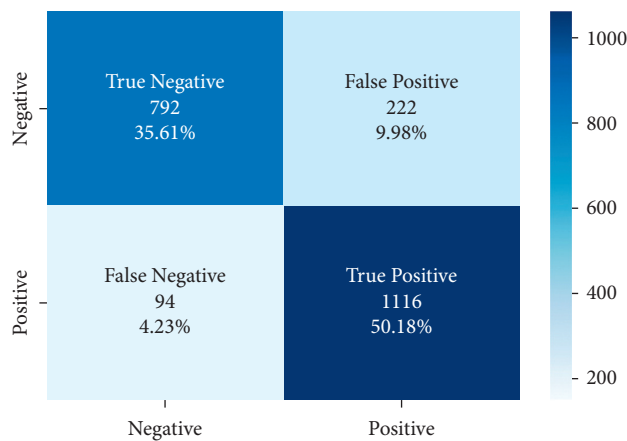 Negative
True Negative
792
35.61%
False Positive
222
9.98%
Positive
False Negative
94
4.23%
True Positive
1116
50.18%
Negative
Positive
1000
800
600
400
200